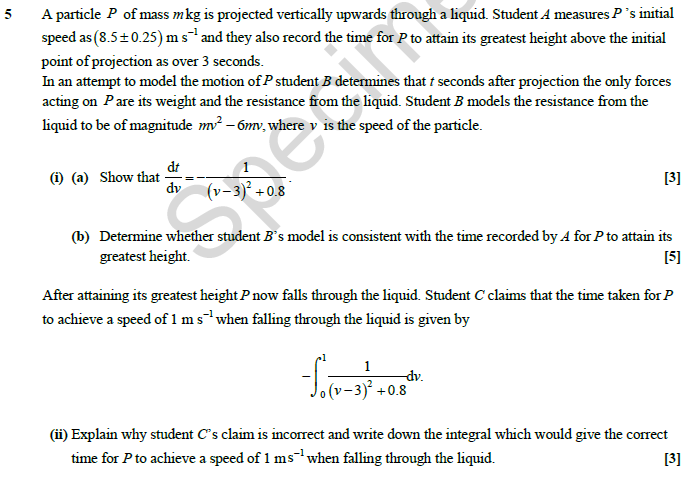 5 A particle P of mass m kg is projected vertically upwards through a liquid. Student A measures P 's initial
speed as (8.5 ± 0.25) m s⁻¹ and they also record the time for P to attain its greatest height above the initial
point of projection as over 3 seconds.
In an attempt to model the motion of P student B determines that t seconds after projection the only forces
acting on P are its weight and the resistance from the liquid. Student B models the resistance from the
liquid to be of magnitude mv² – 6mv, where v is the speed of the particle.
(i) (a) Show that dt/dv = – 1/((v – 3)² + 0.8) . [3]
(b) Determine whether student B's model is consistent with the time recorded by A for P to attain its
greatest height. [5]
After attaining its greatest height P now falls through the liquid. Student C claims that the time taken for P
to achieve a speed of 1 m s⁻¹ when falling through the liquid is given by
– ∫₀¹ 1/((v – 3)² + 0.8) dv.
(ii) Explain why student C's claim is incorrect and write down the integral which would give the correct
time for P to achieve a speed of 1 m s⁻¹ when falling through the liquid. [3]
Specime